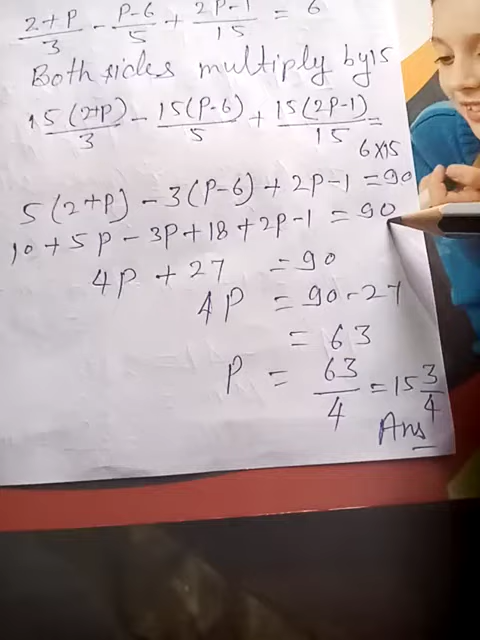 2+P/3 - P-6/5 + 2P-1/15 = 6
Both sides multiply by 15
15(2+P)/3 - 15(P-6)/5 + 15(2P-1)/15 =
6×15
5(2+P) - 3(P-6) + 2P-1 = 90
10+5P-3P+18+2P-1 = 90
4P + 27 = 90
4P = 90-27
= 63
P = 63/4 = 15 3/4
Ans